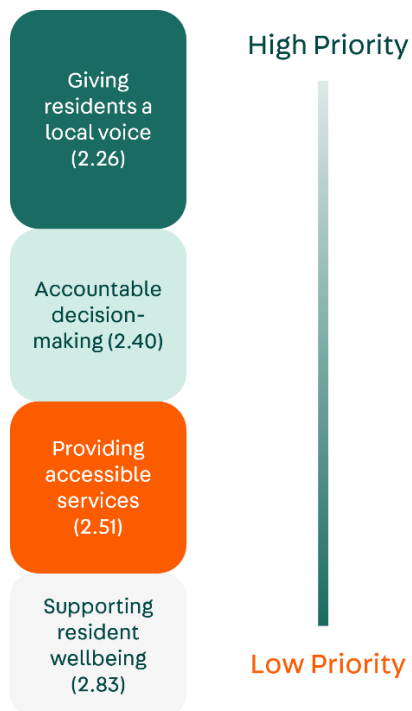 Giving
residents a
local voice
(2.26)
High Priority
Accountable
decision-
making (2.40)
Providing
accessible
services
(2.51)
Supporting
resident
wellbeing
(2.83)
Low Priority